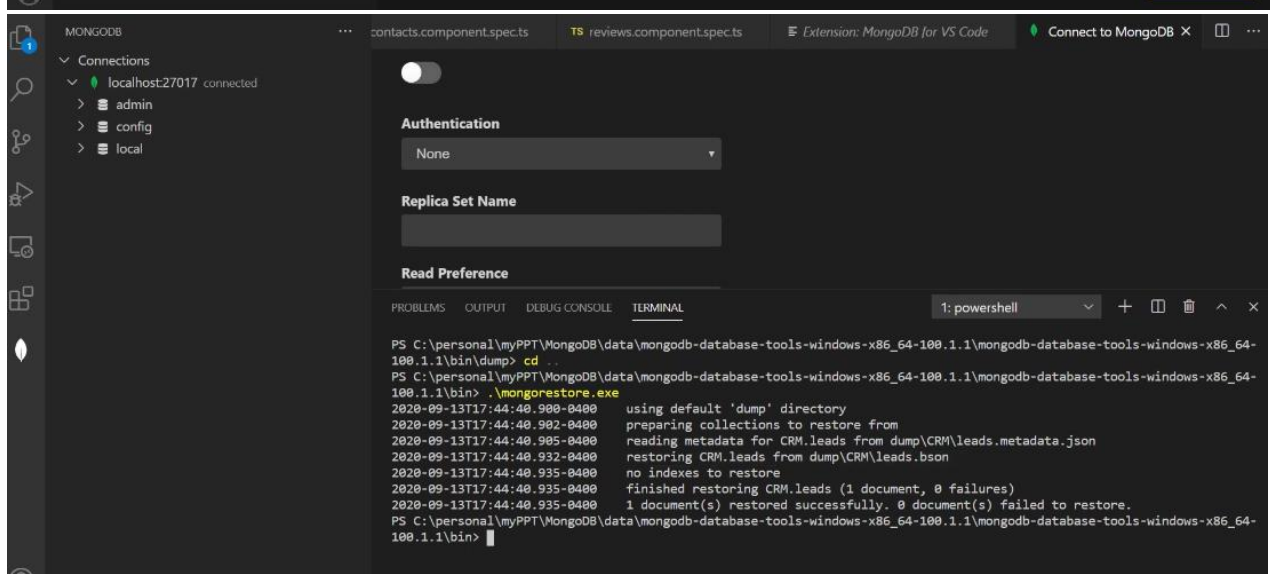 MONGODB ...
contacts.component.spec.ts TS reviews.component.spec.ts Extension: MongoDB for VS Code Connect to MongoDB
1
Connections
localhost:27017 connected
admin
config
local
Authentication
None
Replica Set Name
Read Preference
PROBLEMS OUTPUT DEBUG CONSOLE TERMINAL 1: powershell
PS C:\personal\myPPT\MongoDB\data\mongodb-database-tools-windows-x86_64-100.1.1\mongodb-database-tools-windows-x86_64-
100.1.1\bin\dump> cd ..
PS C:\personal\myPPT\MongoDB\data\mongodb-database-tools-windows-x86_64-100.1.1\mongodb-database-tools-windows-x86_64-
100.1.1\bin> .\mongorestore.exe
2020-09-13T17:44:40.900-0400 using default 'dump' directory
2020-09-13T17:44:40.902-0400 preparing collections to restore from
2020-09-13T17:44:40.905-0400 reading metadata for CRM.leads from dump\CRM\leads.metadata.json
2020-09-13T17:44:40.932-0400 restoring CRM.leads from dump\CRM\leads.bson
2020-09-13T17:44:40.935-0400 no indexes to restore
2020-09-13T17:44:40.935-0400 finished restoring CRM.leads (1 document, 0 failures)
2020-09-13T17:44:40.935-0400 1 document(s) restored successfully. 0 document(s) failed to restore.
PS C:\personal\myPPT\MongoDB\data\mongodb-database-tools-windows-x86_64-100.1.1\mongodb-database-tools-windows-x86_64-
100.1.1\bin>